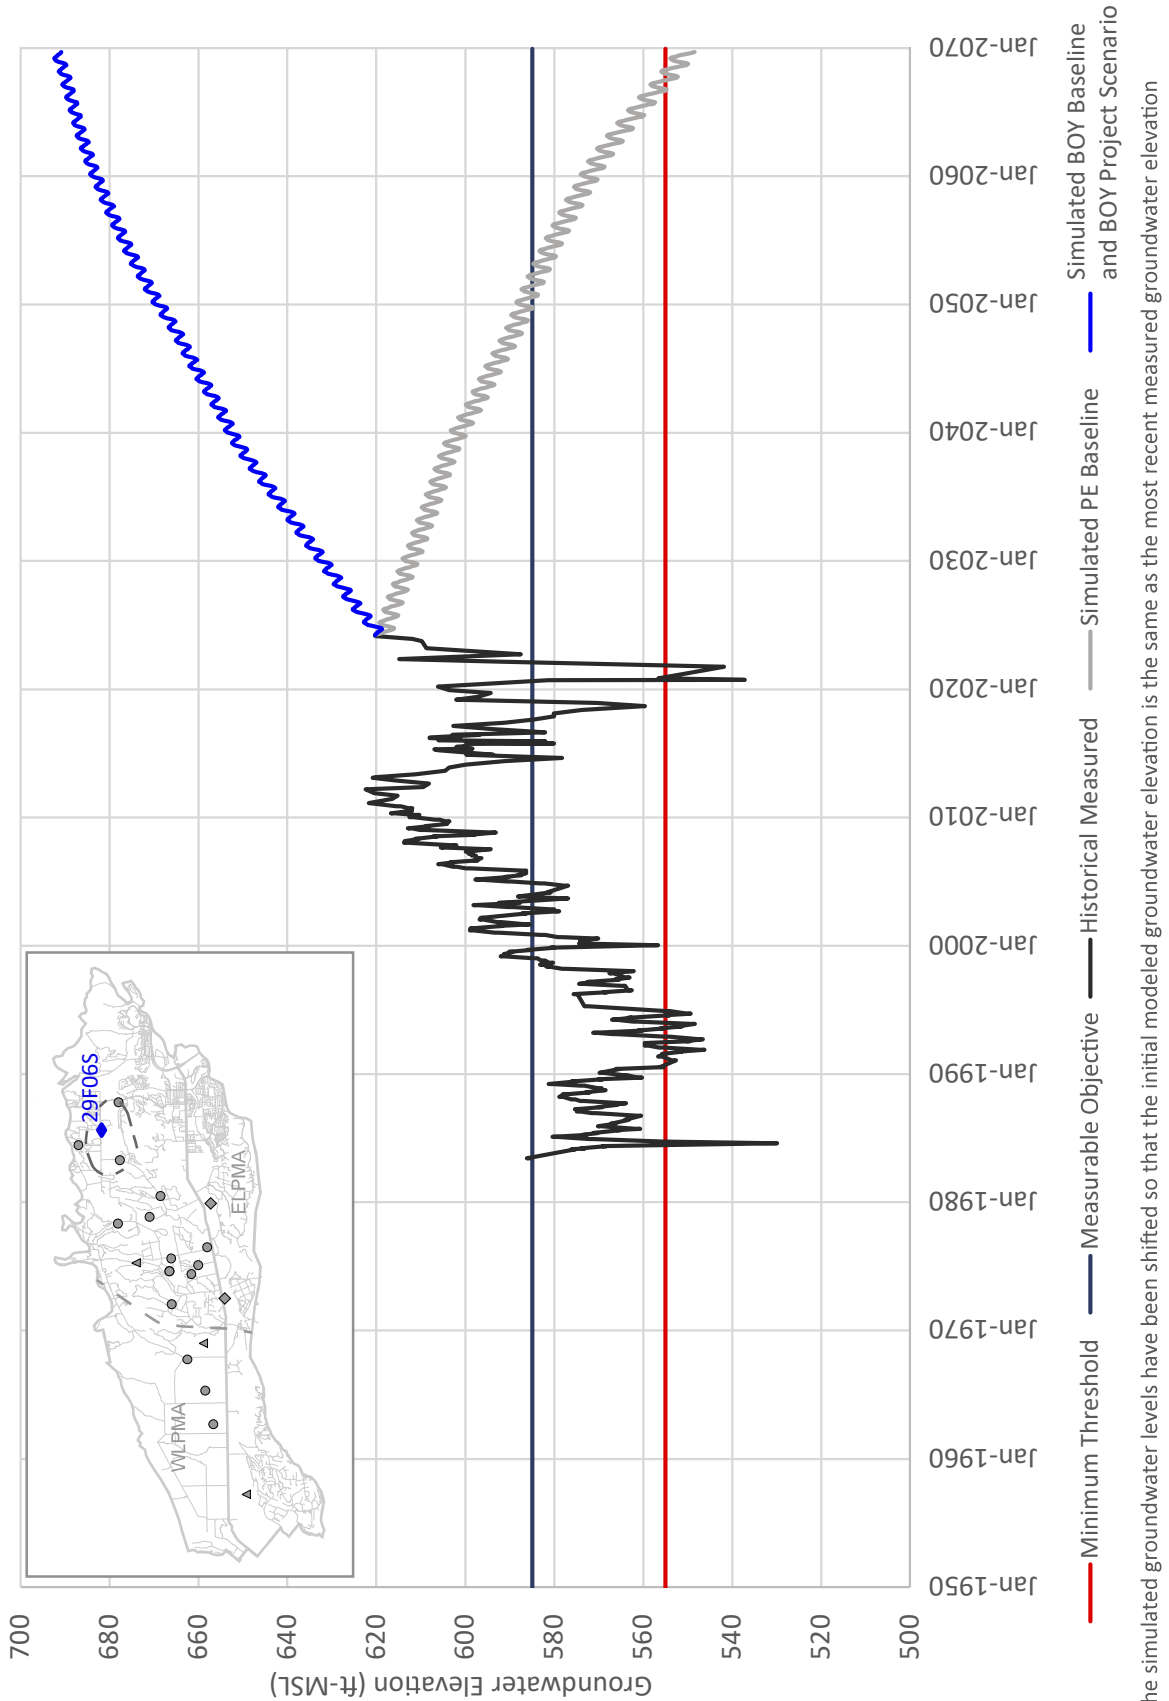 Groundwater Elevation (ft-MSL)
700
680
660
640
620
600
580
560
540
520
500
WLPMA
ELPMA
29F06S
Jan-1950
Jan-1960
Jan-1970
Jan-1980
Jan-1990
Jan-2000
Jan-2010
Jan-2020
Jan-2030
Jan-2040
Jan-2050
Jan-2060
Jan-2070
Minimum Threshold
Measurable Objective
Historical Measured
Simulated PE Baseline
Simulated BOY Baseline
and BOY Project Scenario
he simulated groundwater levels have been shifted so that the initial modeled groundwater elevation is the same as the most recent measured groundwater elevation